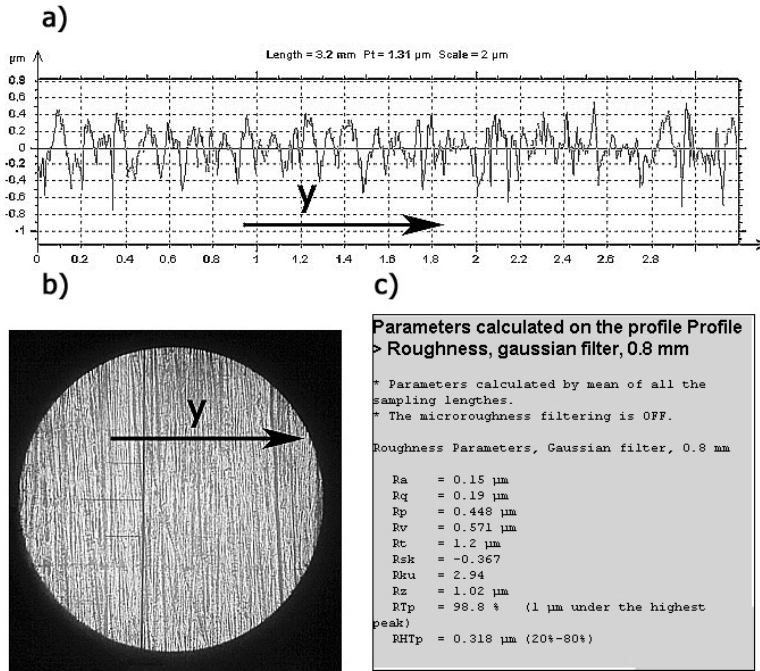 a)
Length = 3.2 mm Pt = 1.31 µm Scale = 2 µm
µm
0.8
0.6
0.4
0.2
0
-0.2
-0.4
-0.6
-0.8
-1
y
0 0.2 0.4 0.6 0.8 1 1.2 1.4 1.6 1.8 2 2.2 2.4 2.6 2.8
b)
y
c)
Parameters calculated on the profile Profile
> Roughness, gaussian filter, 0.8 mm
* Parameters calculated by mean of all the
sampling lengthes.
* The microroughness filtering is OFF.
Roughness Parameters, Gaussian filter, 0.8 mm
Ra = 0.15 µm
Rq = 0.19 µm
Rp = 0.448 µm
Rv = 0.571 µm
Rt = 1.2 µm
Rsk = -0.367
Rku = 2.94
Rz = 1.02 µm
RTp = 98.8 % (1 µm under the highest
peak)
RHTp = 0.318 µm (20%-80%)